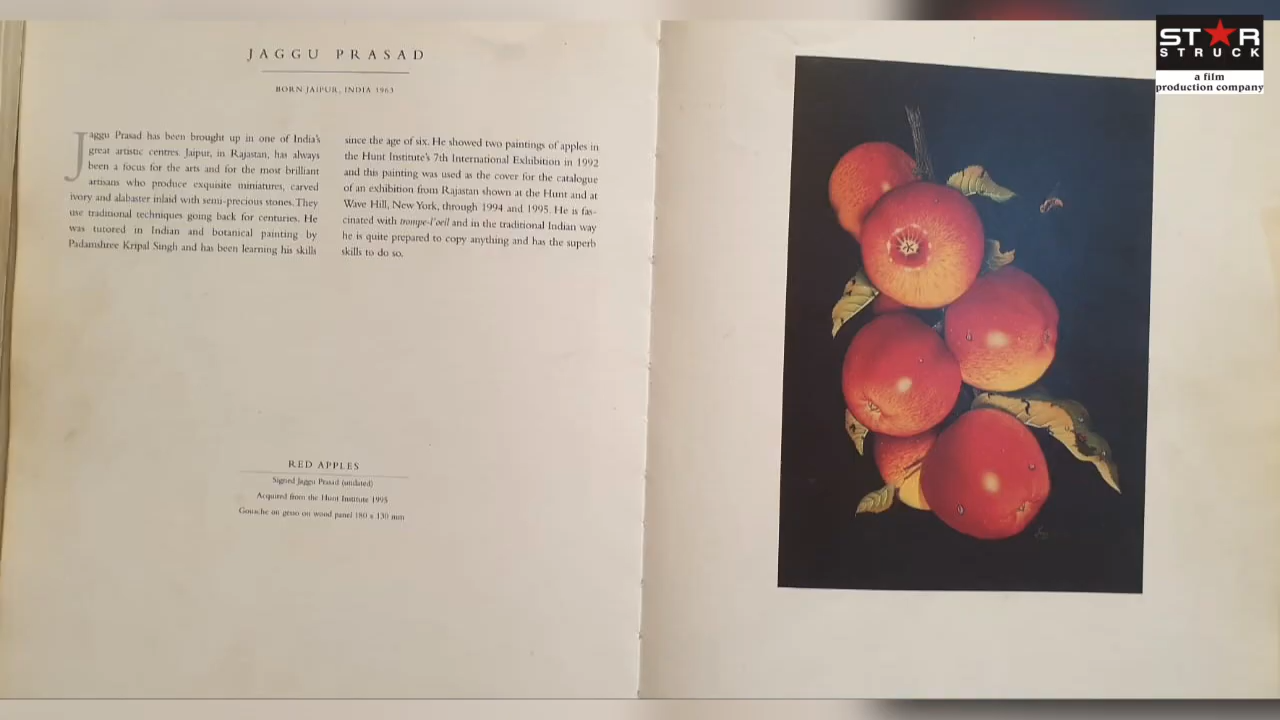 JAGGU PRASAD
BORN JAIPUR, INDIA 1963
Jaggu Prasad has been brought up in one of India's
great artistic centres. Jaipur, in Rajastan, has always
been a focus for the arts and for the most brilliant
artisans who produce exquisite miniatures, carved
ivory and alabaster inlaid with semi-precious stones. They
use traditional techniques going back for centuries. He
was tutored in Indian and botanical painting by
Padamshree Kripal Singh and has been learning his skills
since the age of six. He showed two paintings of apples in
the Hunt Institute's 7th International Exhibition in 1992
and this painting was used as the cover for the catalogue
of an exhibition from Rajastan shown at the Hunt and at
Wave Hill, New York, through 1994 and 1995. He is fas-
cinated with trompe-l'oeil and in the traditional Indian way
he is quite prepared to copy anything and has the superb
skills to do so.
RED APPLES
Signed Jaggu Prasad (undated)
Acquired from the Hunt Institute 1995
Gouache on gesso on wood panel 180 x 130 mm
STAR
STRUCK
a film
production company